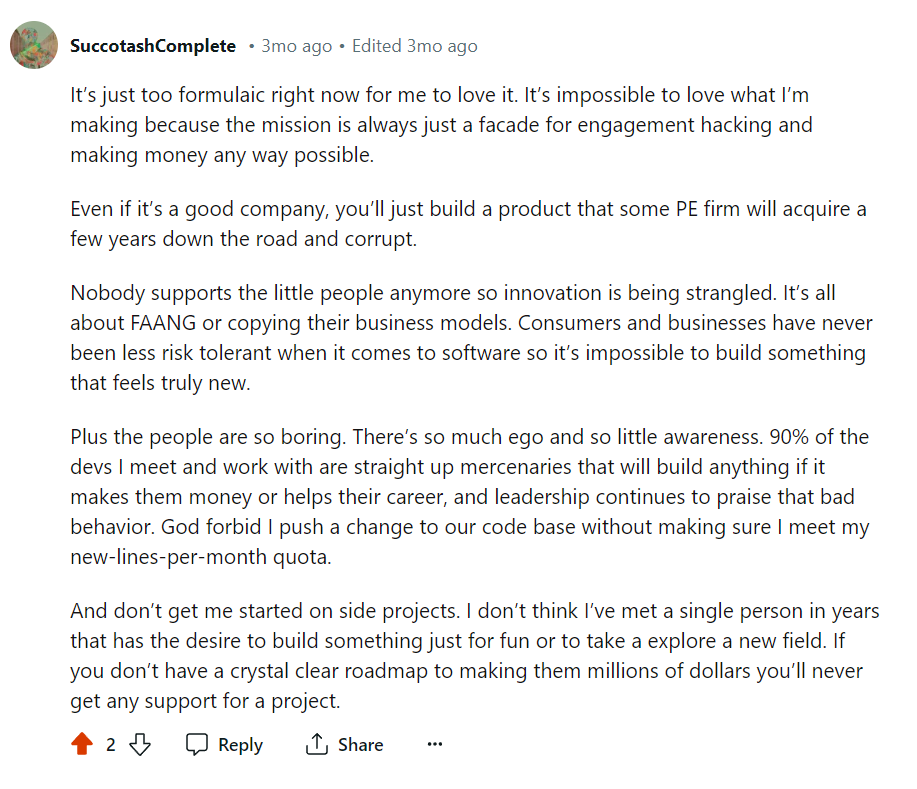 SuccotashComplete • 3mo ago • Edited 3mo ago
It's just too formulaic right now for me to love it. It's impossible to love what I'm
making because the mission is always just a facade for engagement hacking and
making money any way possible.
Even if it's a good company, you'll just build a product that some PE firm will acquire a
few years down the road and corrupt.
Nobody supports the little people anymore so innovation is being strangled. It's all
about FAANG or copying their business models. Consumers and businesses have never
been less risk tolerant when it comes to software so it's impossible to build something
that feels truly new.
Plus the people are so boring. There's so much ego and so little awareness. 90% of the
devs I meet and work with are straight up mercenaries that will build anything if it
makes them money or helps their career, and leadership continues to praise that bad
behavior. God forbid I push a change to our code base without making sure I meet my
new-lines-per-month quota.
And don't get me started on side projects. I don't think I've met a single person in years
that has the desire to build something just for fun or to take a explore a new field. If
you don't have a crystal clear roadmap to making them millions of dollars you'll never
get any support for a project.
2 Reply Share ...